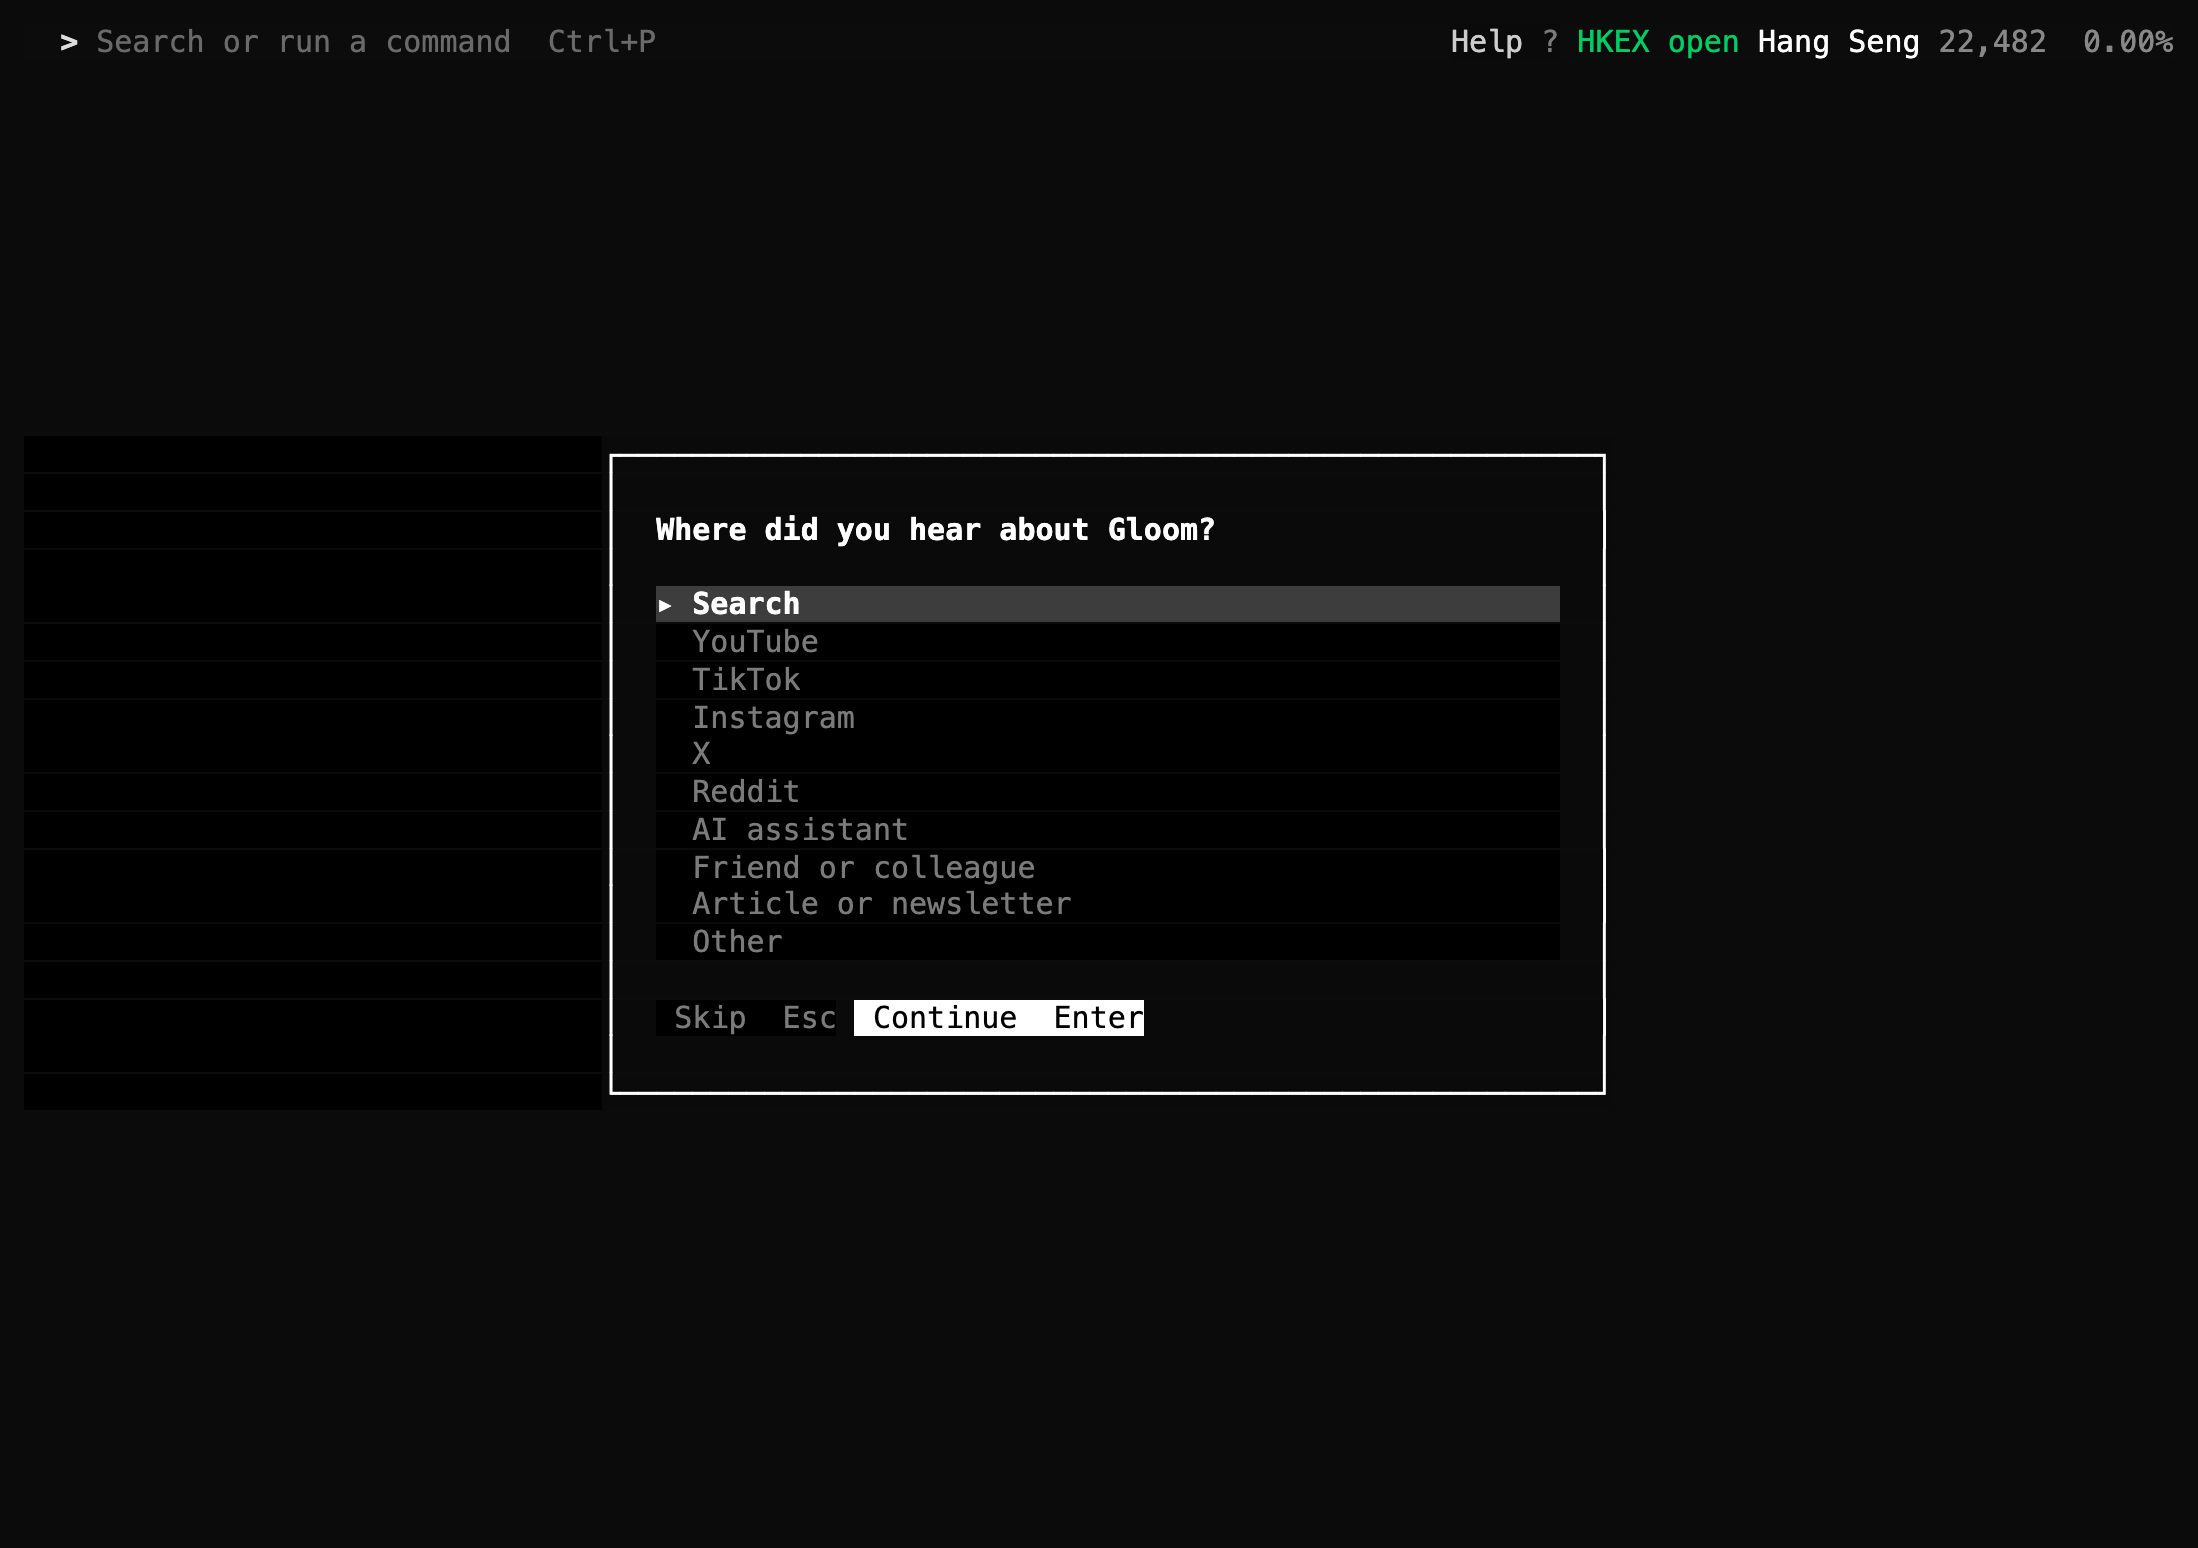 > Search or run a command  Ctrl+P
Help ? HKEX open Hang Seng 22,482  0.00%
Where did you hear about Gloom?
▶ Search
YouTube
TikTok
Instagram
X
Reddit
AI assistant
Friend or colleague
Article or newsletter
Other
Skip  Esc  Continue  Enter